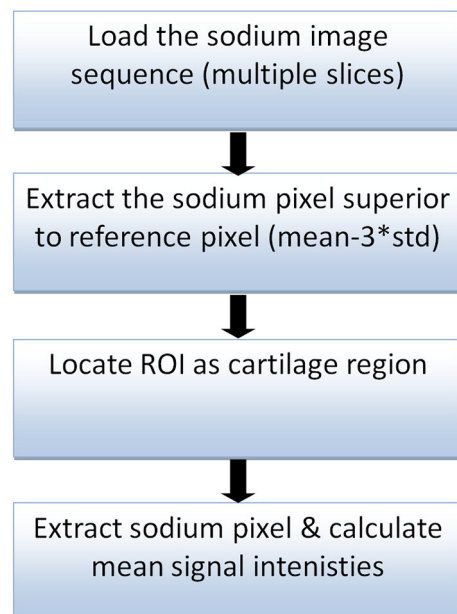 Load the sodium image
sequence (multiple slices)
Extract the sodium pixel superior
to reference pixel (mean-3*std)
Locate ROI as cartilage region
Extract sodium pixel & calculate
mean signal intenisties